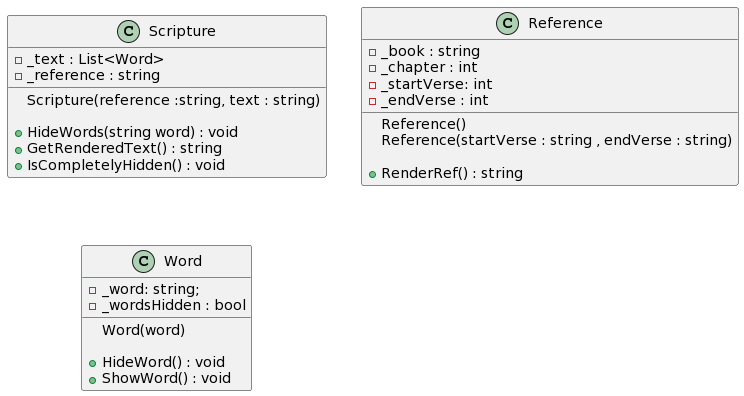 C Scripture
_text : List<Word>
_reference : string
Scripture(reference :string, text : string)
HideWords(string word) : void
GetRenderedText() : string
IsCompletelyHidden() : void
C Reference
_book : string
_chapter : int
_startVerse: int
_endVerse : int
Reference()
Reference(startVerse : string , endVerse : string)
RenderRef() : string
C Word
_word: string;
_wordsHidden : bool
Word(word)
HideWord() : void
ShowWord() : void